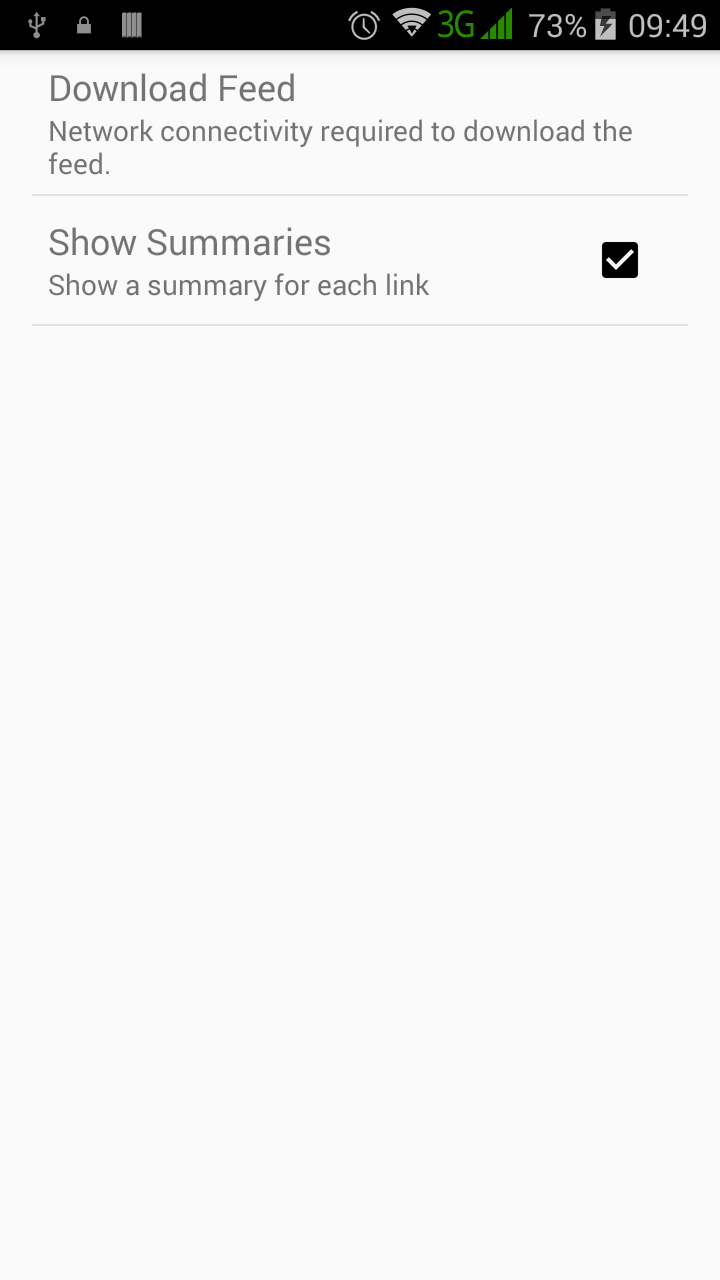 3G 73% 09:49
Download Feed
Network connectivity required to download the
feed.
Show Summaries
Show a summary for each link